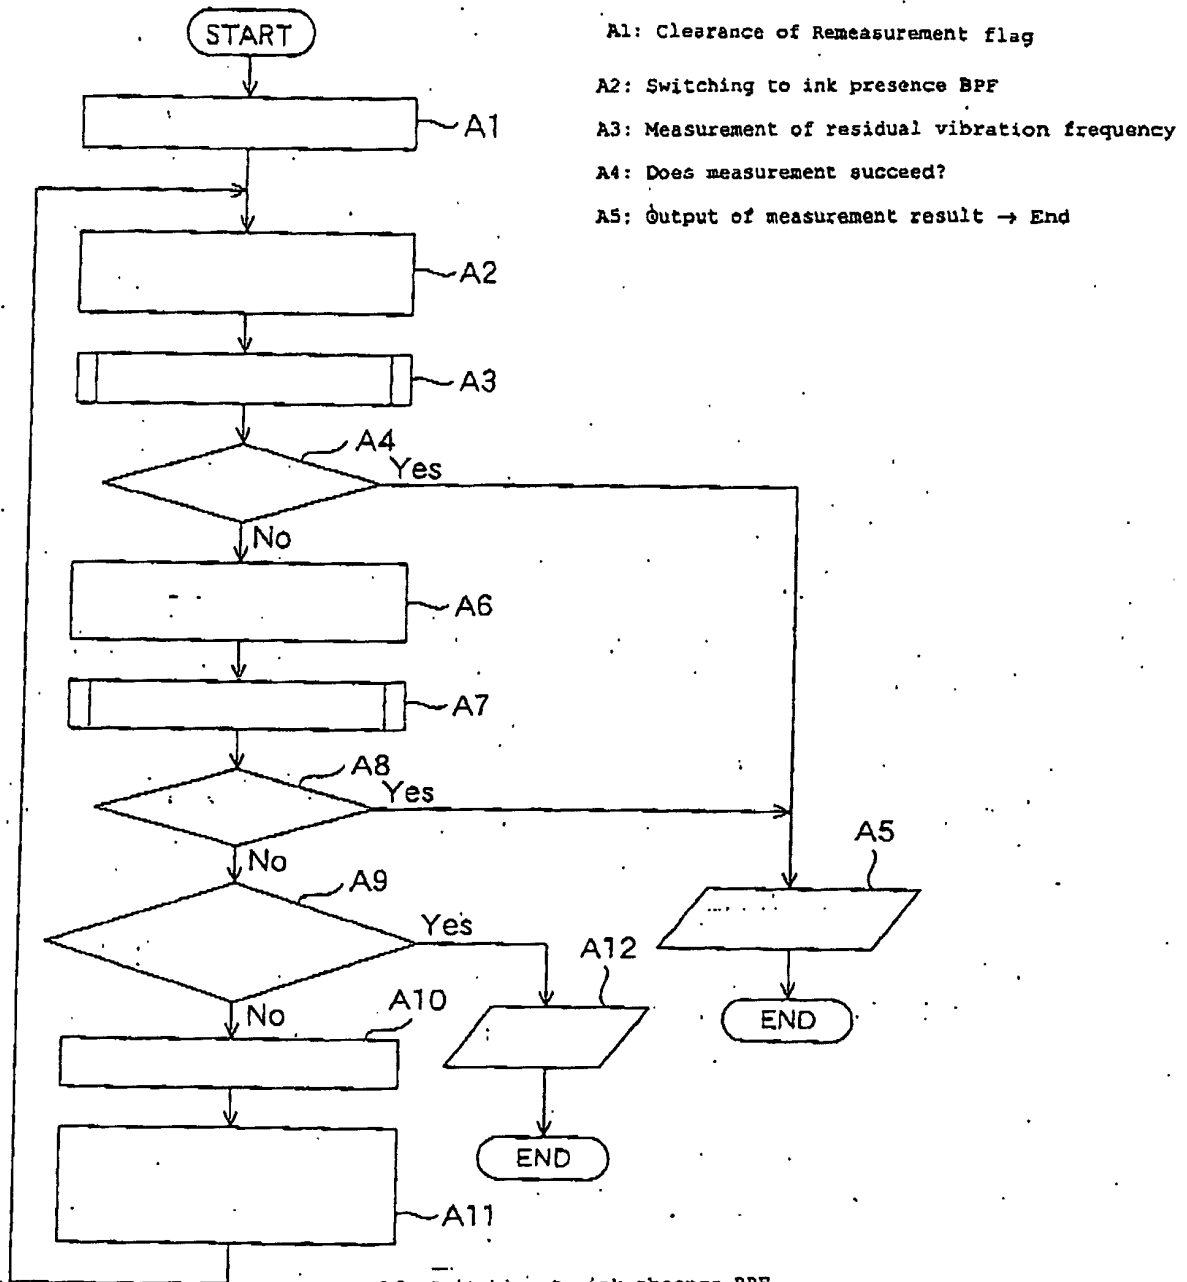 START
A1: Clearance of Remeasurement flag
A2: Switching to ink presence BPF
A3: Measurement of residual vibration frequency
A4: Does measurement succeed?
A5: Output of measurement result → End
A1
A2
A3
A4
Yes
No
A6
A7
A8
Yes
No
A9
Yes
A5
A12
No
A10
END
END
A11
ink absence